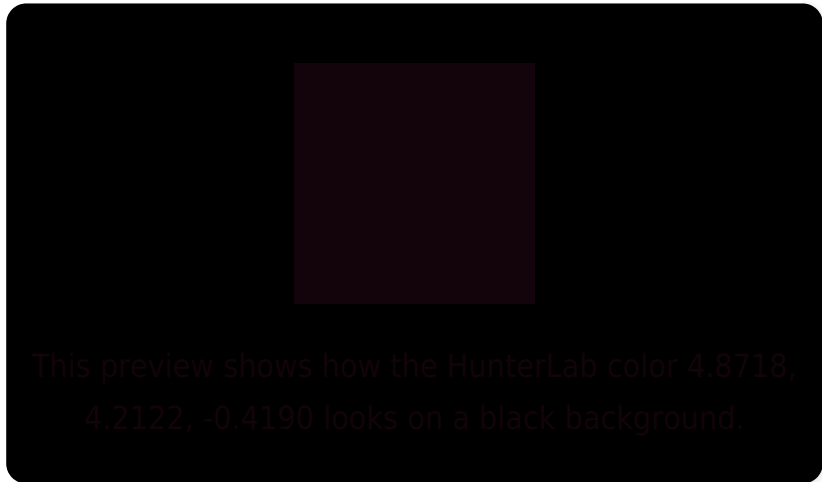 This preview shows how the HunterLab color 4.8718,
4.2122, -0.4190 looks on a black background.